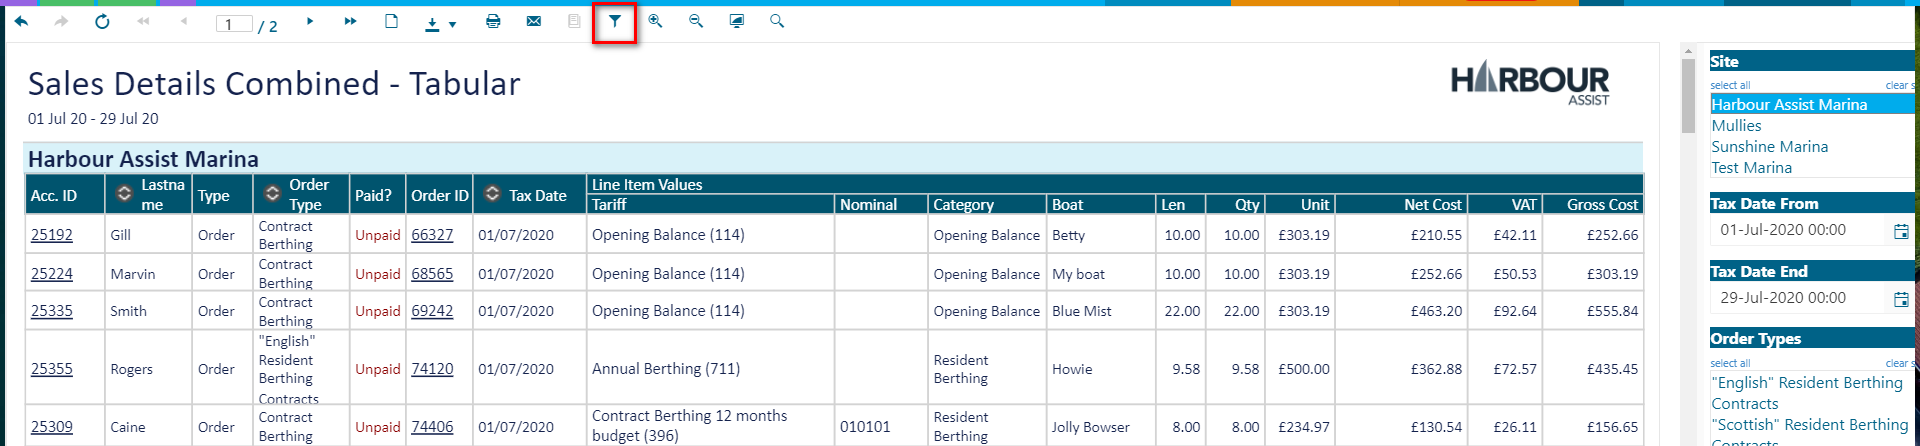 1 / 2
Sales Details Combined - Tabular
HARBOUR
ASSIST
01 Jul 20 - 29 Jul 20
Harbour Assist Marina
Acc. ID Lastna me Type Order Type Paid? Order ID Tax Date Line Item Values
Tariff Nominal Category Boat Len Qty Unit Net Cost VAT Gross Cost
25192 Gill Order Contract Berthing Unpaid 66327 01/07/2020 Opening Balance (114) Opening Balance Betty 10.00 10.00 £303.19 £210.55 £42.11 £252.66
25224 Marvin Order Contract Berthing Unpaid 68565 01/07/2020 Opening Balance (114) Opening Balance My boat 10.00 10.00 £303.19 £252.66 £50.53 £303.19
25335 Smith Order Contract Berthing Unpaid 69242 01/07/2020 Opening Balance (114) Opening Balance Blue Mist 22.00 22.00 £303.19 £463.20 £92.64 £555.84
25355 Rogers Order "English" Resident Berthing Contracts Unpaid 74120 01/07/2020 Annual Berthing (711) Resident Berthing Howie 9.58 9.58 £500.00 £362.88 £72.57 £435.45
25309 Caine Order Contract Berthing Unpaid 74406 01/07/2020 Contract Berthing 12 months budget (396) 010101 Resident Berthing Jolly Bowser 8.00 8.00 £234.97 £130.54 £26.11 £156.65
Site
select all clear s
Harbour Assist Marina
Mullies
Sunshine Marina
Test Marina
Tax Date From
01-Jul-2020 00:00
Tax Date End
29-Jul-2020 00:00
Order Types
select all clear s
"English" Resident Berthing
Contracts
"Scottish" Resident Berthing
Contracts